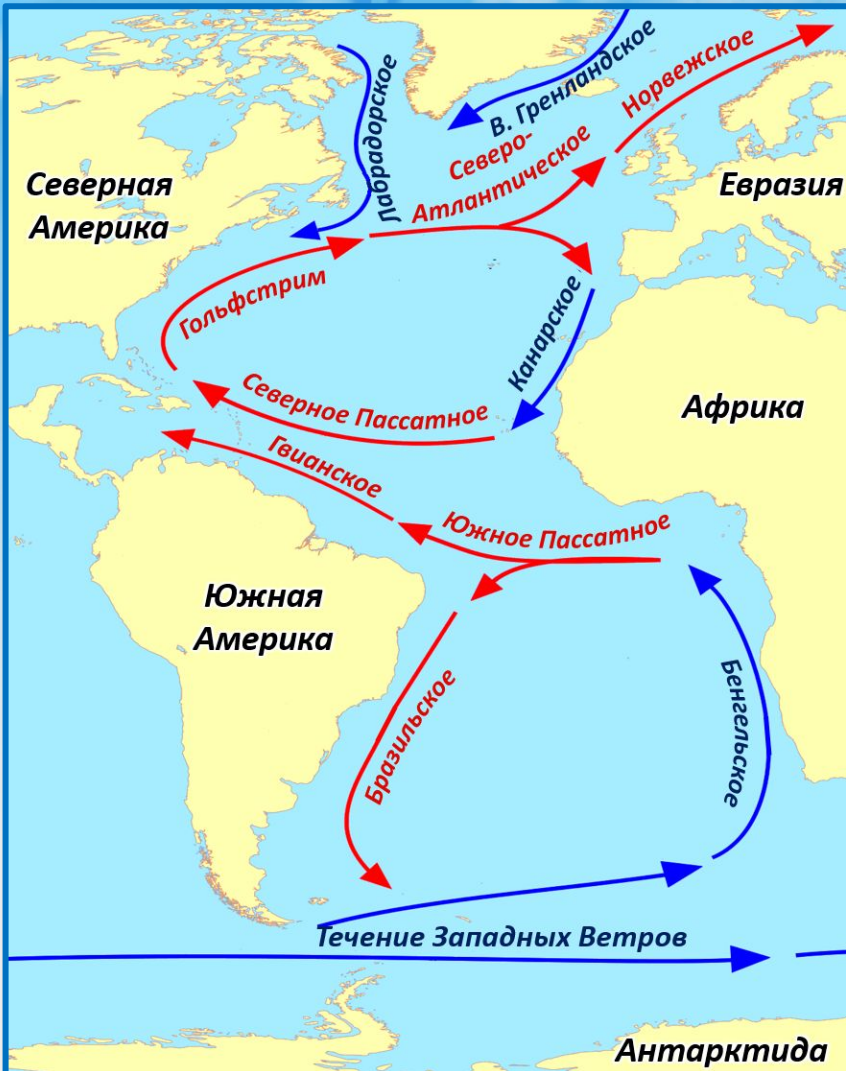 Лабрадорское
В. Гренландское
Норвежское
Северо-
Атлантическое
Северная
Америка
Евразия
Гольфстрим
Канарское
Северное Пассатное
Африка
Гвианское
Южное Пассатное
Южная
Америка
Бразильское
Бенгельское
Течение Западных Ветров
Антарктида